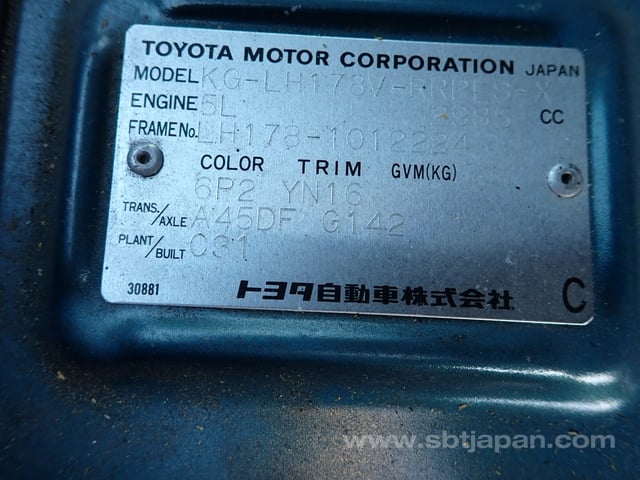 TOYOTA MOTOR CORPORATION JAPAN
MODEL KG-LH178V-RRPES-X
ENGINE 5L 2985 CC
FRAME No. LH178-1012224
COLOR TRIM GVM(KG)
6P2 YN16
TRANS./AXLE A45DF G142
PLANT/BUILT C31
30881 トヨタ自動車株式会社 C
www.sbtjapan.com